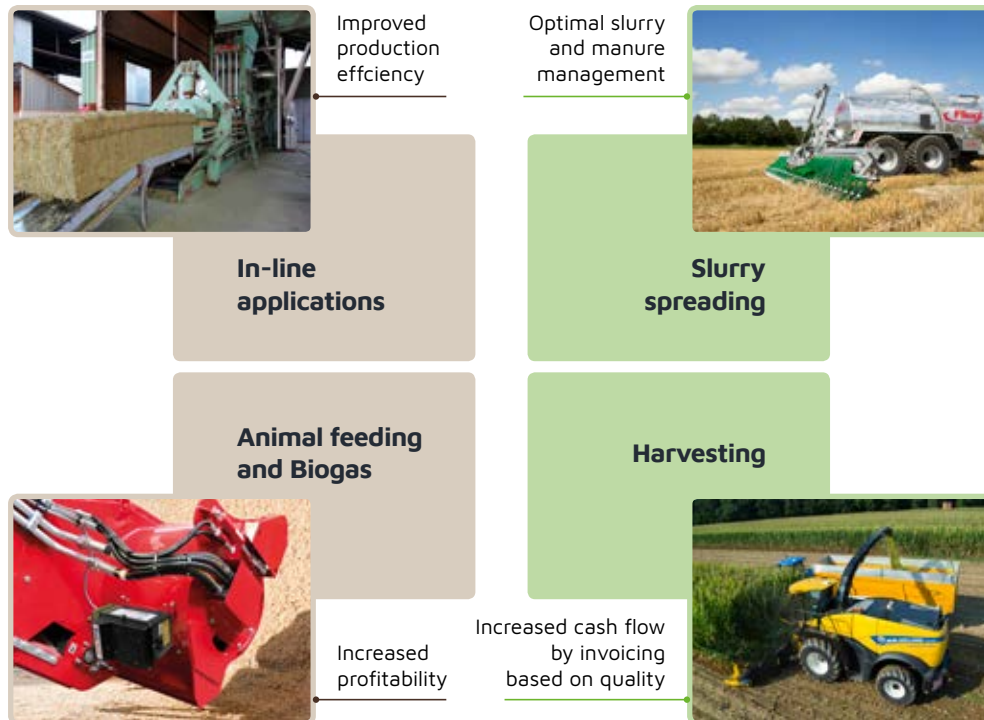 Improved
production
effciency
Optimal slurry
and manure
management
Fliegl
In-line
applications
Slurry
spreading
Animal feeding
and Biogas
Harvesting
Increased
profitability
Increased cash flow
by invoicing
based on quality